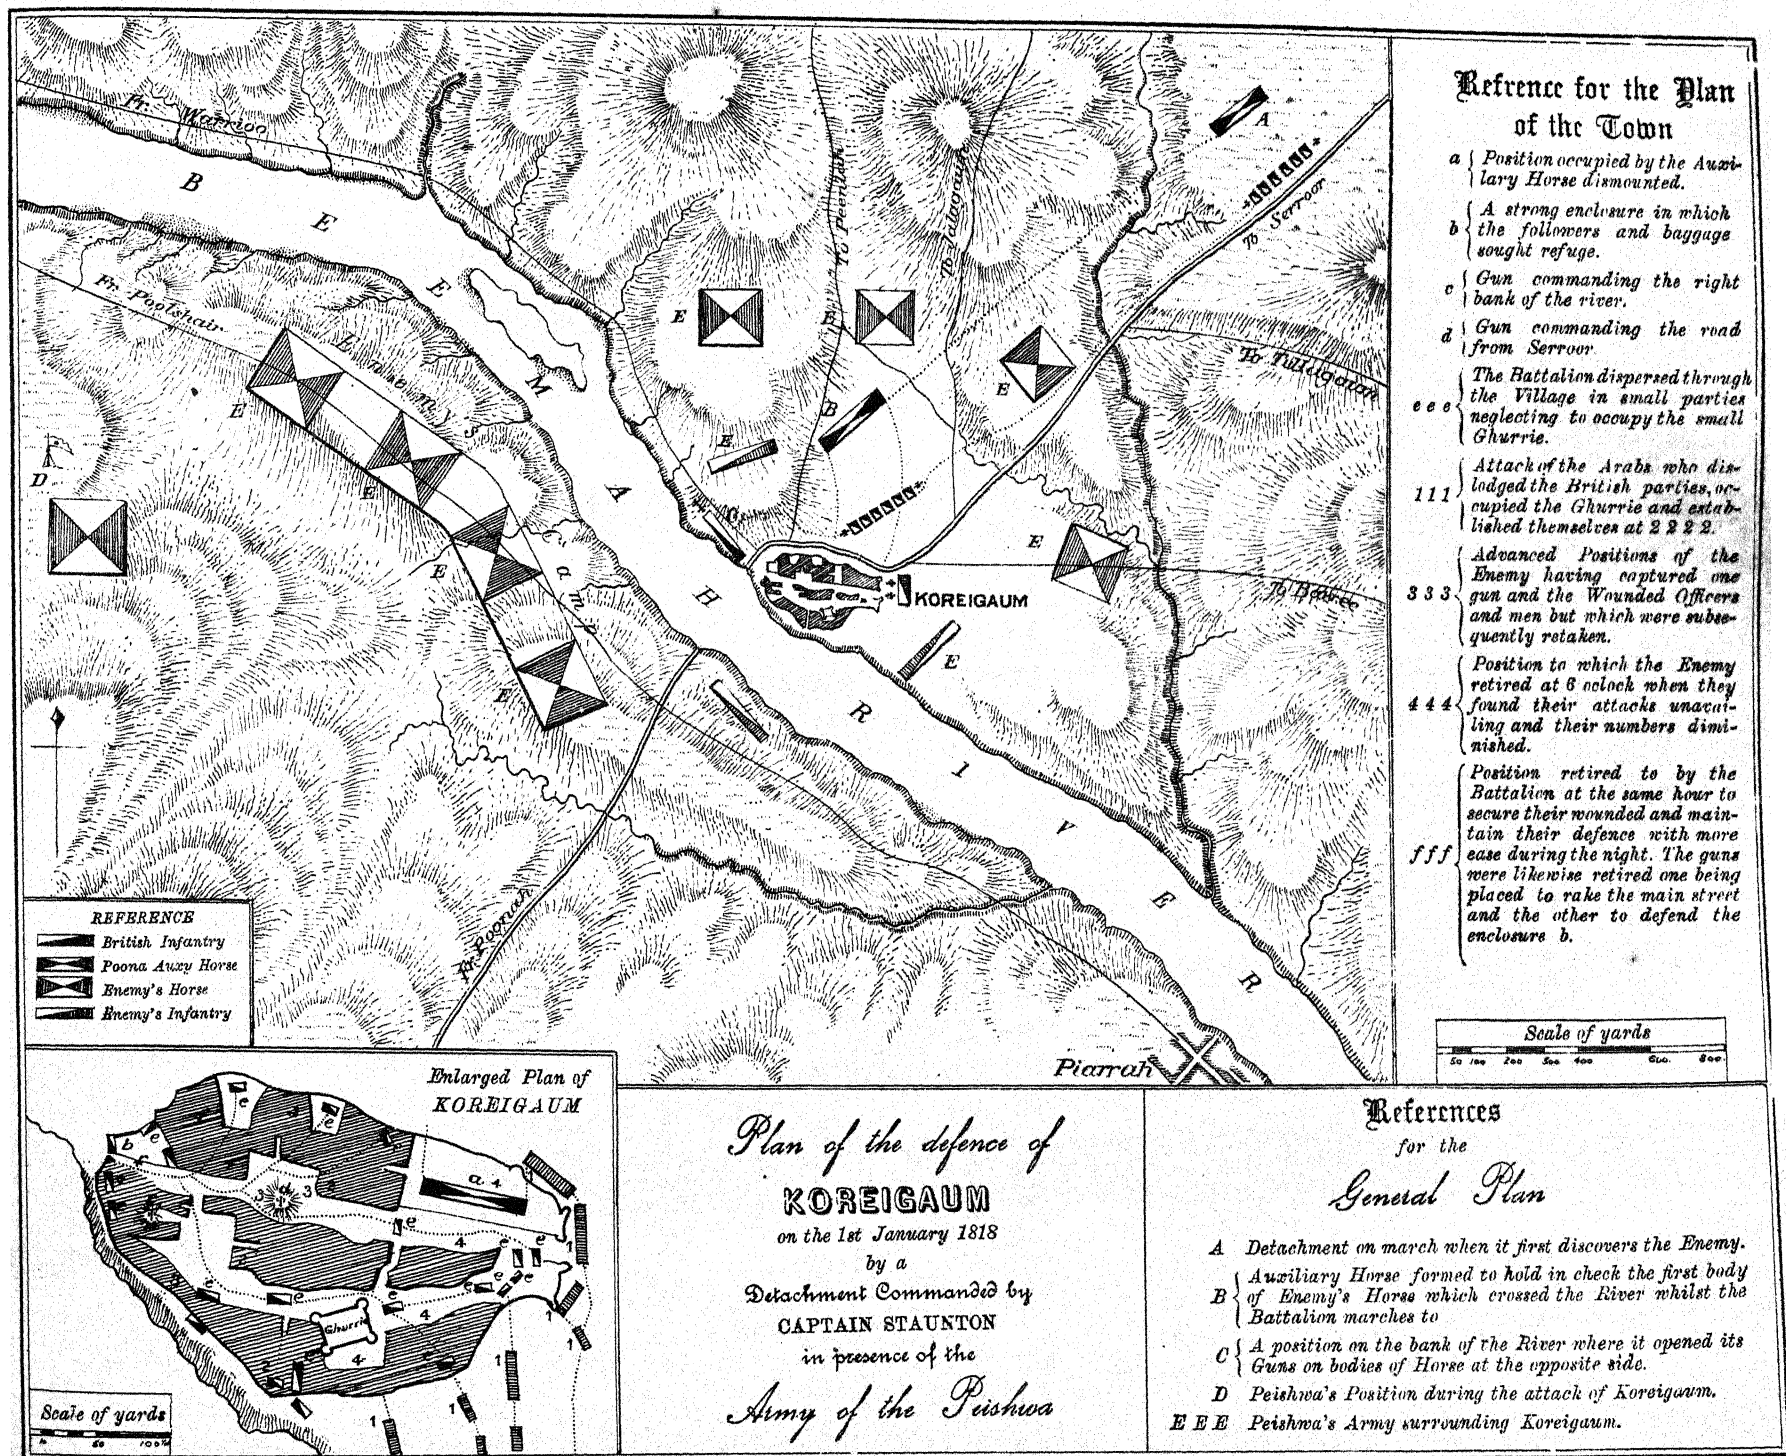 Fr. Warrioo
B E E M A H R I V E R
Fr. Poolshair
Enemys
Camp
To Serroor
To Tullagaum
KOREIGAUM
Fr. Poonah
Piarrah
A
B
C
D
E
E
E
E
E
E
E
E
E
E
REFERENCE
British Infantry
Poona Auxy Horse
Enemy's Horse
Enemy's Infantry
Refrence for the Plan
of the Town
a Position occupied by the Auxi-
lary Horse dismounted.
b A strong enclosure in which
the followers and baggage
sought refuge.
c Gun commanding the right
bank of the river.
d Gun commanding the road
from Serroor
e e e The Battalion dispersed through
the Village in small parties
neglecting to occupy the small
Ghurrie.
1 1 1 Attack of the Arabs who dis-
lodged the British parties, oc-
cupied the Ghurrie and estab-
lished themselves at 2 2 2 2.
3 3 3 Advanced Positions of the
Enemy having captured one
gun and the Wounded Officers
and men but which were subse-
quently retaken.
4 4 4 Position to which the Enemy
retired at 6 oclock when they
found their attacks unavai-
ling and their numbers dimi-
nished.
f f f Position retired to by the
Battalion at the same hour to
secure their wounded and main-
tain their defence with more
ease during the night. The guns
were likewise retired one being
placed to rake the main street
and the other to defend the
enclosure b.
Scale of yards
50 100 200 300 400 600 800
Enlarged Plan of
KOREIGAUM
Ghurrie
Scale of yards
Plan of the defence of
KOREIGAUM
on the 1st January 1818
by a
Detachment Commanded by
CAPTAIN STAUNTON
in presence of the
Army of the Peishwa
References
for the
General Plan
A Detachment on march when it first discovers the Enemy.
B Auxiliary Horse formed to hold in check the first body
of Enemy's Horse which crossed the River whilst the
Battalion marches to
C A position on the bank of the River where it opened its
Guns on bodies of Horse at the opposite side.
D Peishwa's Position during the attack of Koreigaum.
E E E Peishwa's Army surrounding Koreigaum.